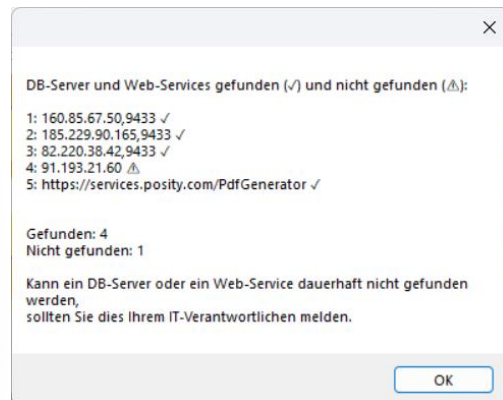 DB-Server und Web-Services gefunden (✓) und nicht gefunden (⚠):
1: 160.85.67.50,9433 ✓
2: 185.229.90.165,9433 ✓
3: 82.220.38.42,9433 ✓
4: 91.193.21.60 ⚠
5: https://services.posity.com/PdfGenerator ✓
Gefunden: 4
Nicht gefunden: 1
Kann ein DB-Server oder ein Web-Service dauerhaft nicht gefunden
werden,
sollten Sie dies Ihrem IT-Verantwortlichen melden.
OK